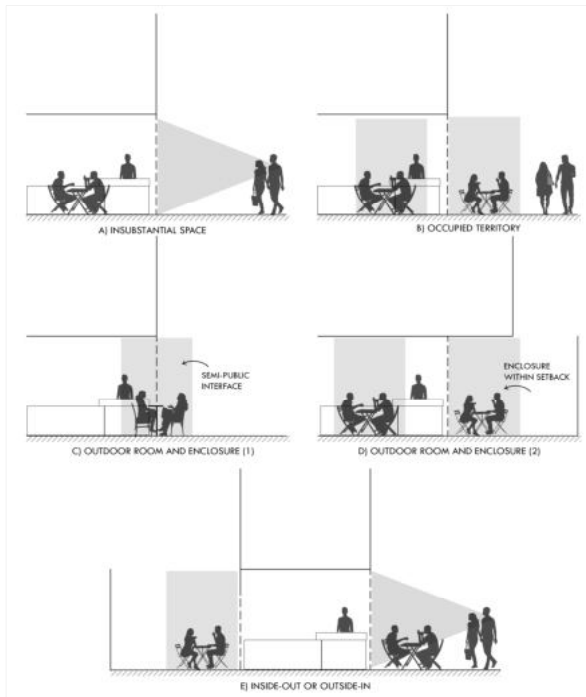 A) INSUBSTANTIAL SPACE
B) OCCUPIED TERRITORY
SEMI-PUBLIC
INTERFACE
C) OUTDOOR ROOM AND ENCLOSURE (1)
ENCLOSURE
WITHIN SETBACK
D) OUTDOOR ROOM AND ENCLOSURE (2)
E) INSIDE-OUT OR OUTSIDE-IN